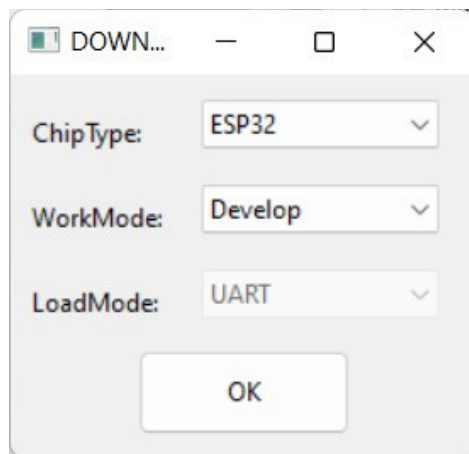 DOWN...
ChipType: ESP32
WorkMode: Develop
LoadMode: UART
OK